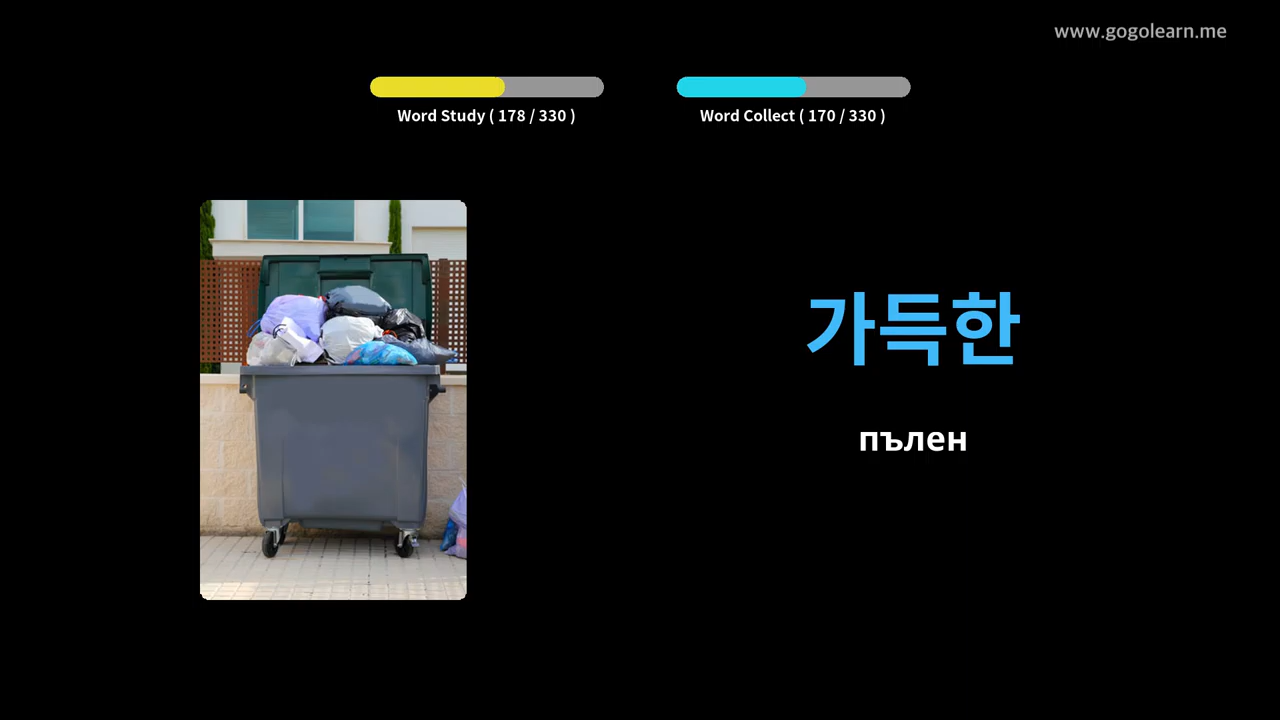 www.gogolearn.me
Word Study ( 178 / 330 )
Word Collect ( 170 / 330 )
가득한
пълен